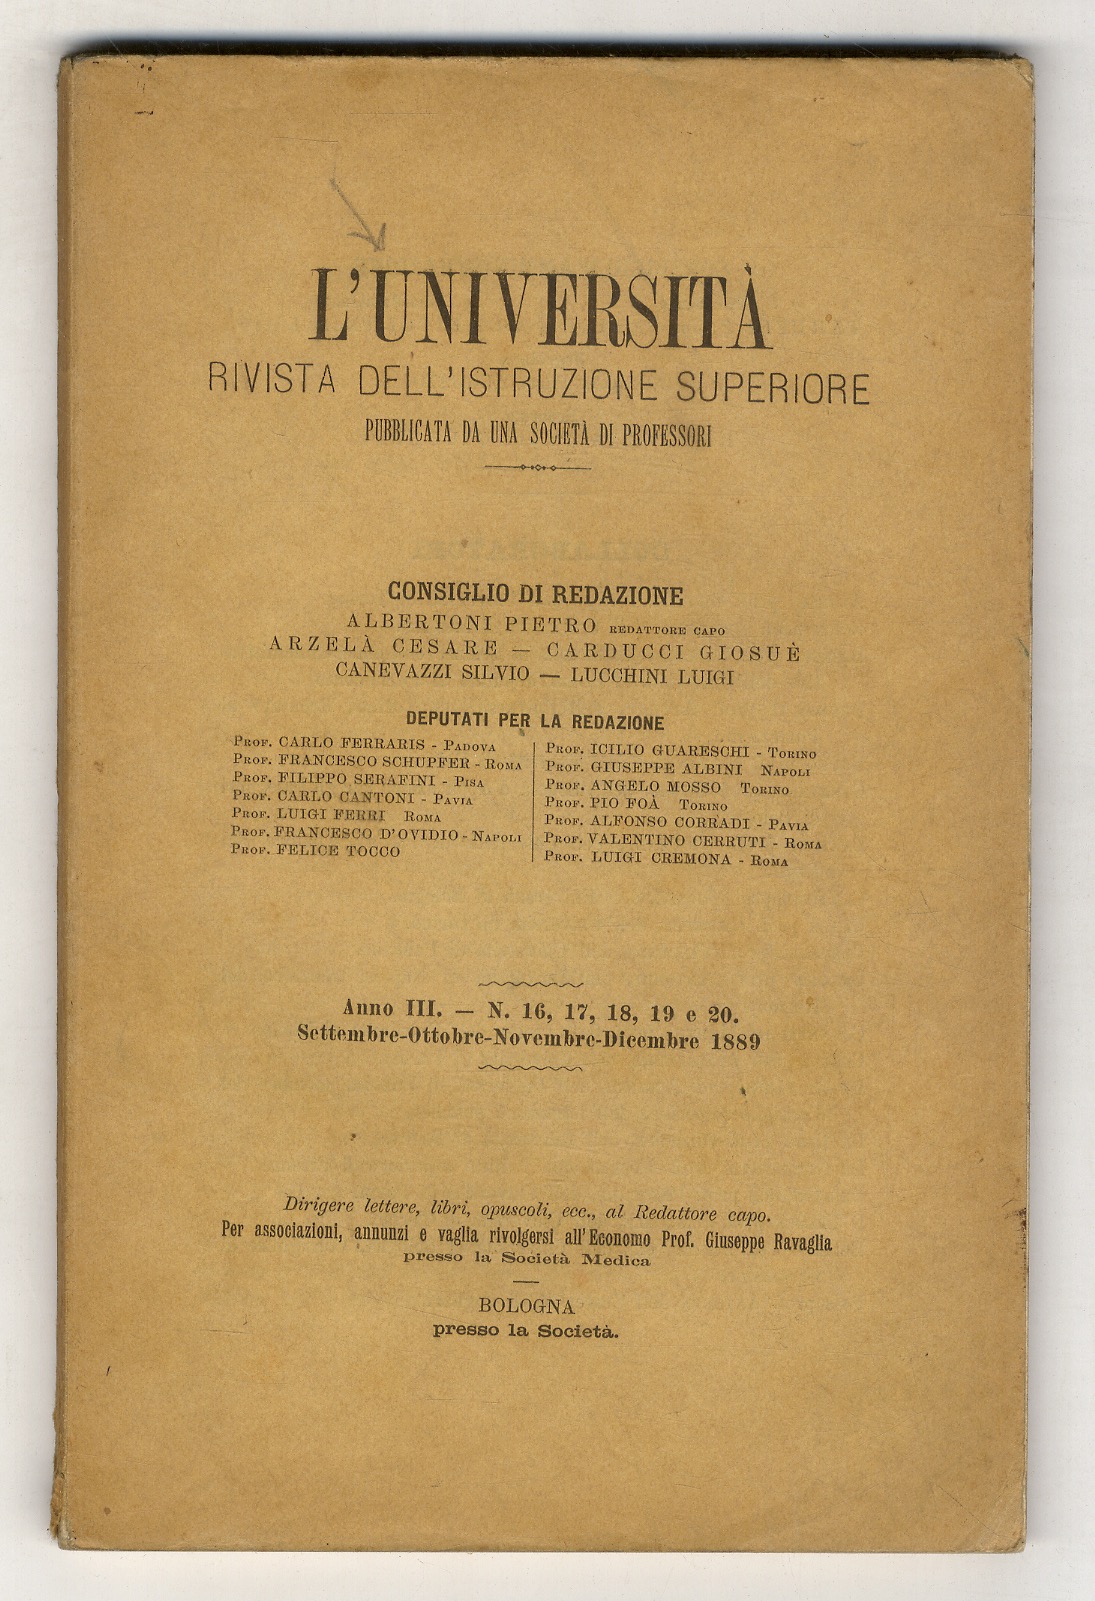 L'UNIVERSITÀ
RIVISTA DELL'ISTRUZIONE SUPERIORE
PUBBLICATA DA UNA SOCIETÀ DI PROFESSORI
CONSIGLIO DI REDAZIONE
ALBERTONI PIETRO REDATTORE CAPO
ARZELÀ CESARE — CARDUCCI GIOSUÈ
CANEVAZZI SILVIO — LUCCHINI LUIGI
DEPUTATI PER LA REDAZIONE
PROF. CARLO FERRARIS - PADOVA
PROF. FRANCESCO SCHUPFER - ROMA
PROF. FILIPPO SERAFINI - PISA
PROF. CARLO CANTONI - PAVIA
PROF. LUIGI FERRI ROMA
PROF. FRANCESCO D'OVIDIO - NAPOLI
PROF. FELICE TOCCO
PROF. ICILIO GUARESCHI - TORINO
PROF. GIUSEPPE ALBINI NAPOLI
PROF. ANGELO MOSSO TORINO
PROF. PIO FOÀ TORINO
PROF. ALFONSO CORRADI - PAVIA
PROF. VALENTINO CERRUTI - ROMA
PROF. LUIGI CREMONA - ROMA
Anno III. — N. 16, 17, 18, 19 e 20.
Settembre-Ottobre-Novembre-Dicembre 1889
Dirigere lettere, libri, opuscoli, ecc., al Redattore capo.
Per associazioni, annunzi e vaglia rivolgersi all'Economo Prof. Giuseppe Ravaglia
presso la Società Medica
BOLOGNA
presso la Società.